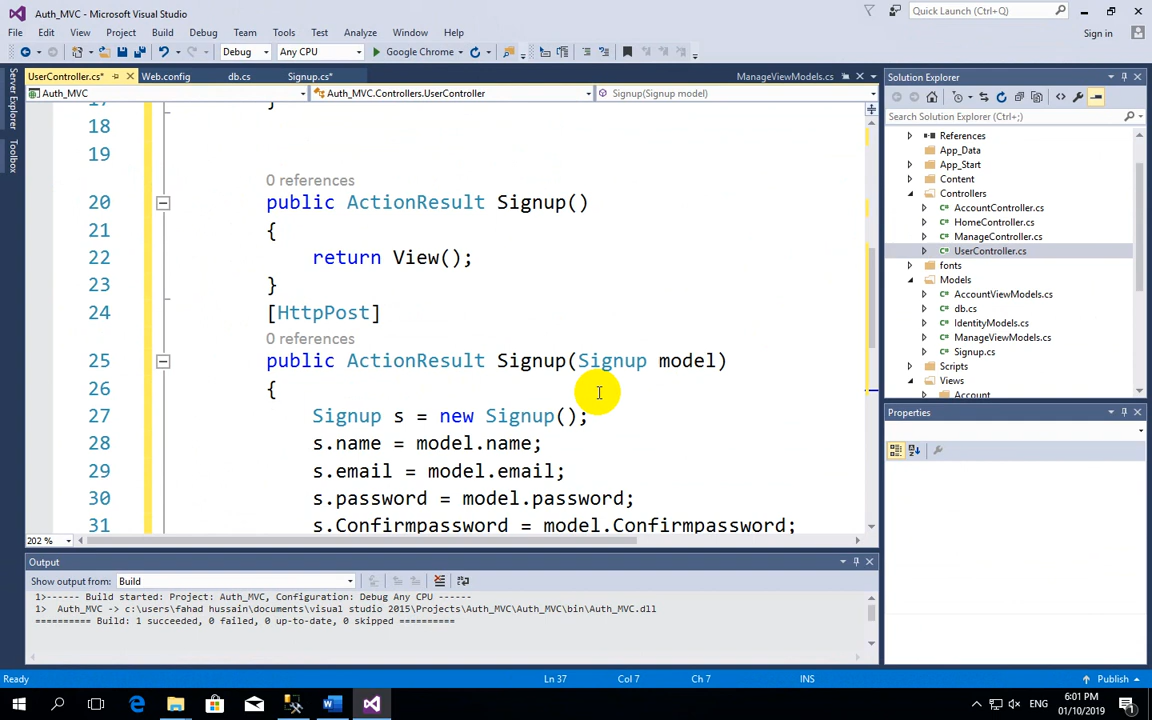 Auth_MVC - Microsoft Visual Studio
Quick Launch (Ctrl+Q)
File Edit View Project Build Debug Team Tools Test Analyze Window Help
Sign in
Debug Any CPU Google Chrome
Publish
UserController.cs* Web.config db.cs Signup.cs* ManageViewModels.cs
Auth_MVC Auth_MVC.Controllers.UserController Signup(Signup model)
Server Explorer
Toolbox
17 }
18
19
0 references
20 public ActionResult Signup()
21 {
22 return View();
23 }
24 [HttpPost]
0 references
25 public ActionResult Signup(Signup model)
26 {
27 Signup s = new Signup();
28 s.name = model.name;
29 s.email = model.email;
30 s.password = model.password;
31 s.Confirmpassword = model.Confirmpassword;
202 %
Solution Explorer
Search Solution Explorer (Ctrl+;)
References
App_Data
App_Start
Content
Controllers
AccountController.cs
HomeController.cs
ManageController.cs
UserController.cs
fonts
Models
AccountViewModels.cs
db.cs
IdentityModels.cs
ManageViewModels.cs
Signup.cs
Scripts
Views
Account
Properties
Output
Show output from: Build
1>------ Build started: Project: Auth_MVC, Configuration: Debug Any CPU ------
1> Auth_MVC -> c:\users\fahad hussain\documents\visual studio 2015\Projects\Auth_MVC\Auth_MVC\bin\Auth_MVC.dll
========== Build: 1 succeeded, 0 failed, 0 up-to-date, 0 skipped ==========
Ready Ln 37 Col 7 Ch 7 INS
ENG
6:01 PM
01/10/2019